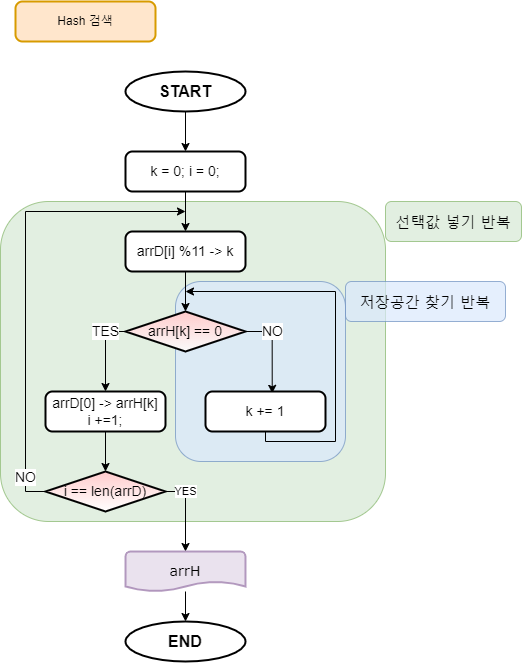 Hash 검색
START
k = 0; i = 0;
선택값 넣기 반복
arrD[i] %11 -> k
저장공간 찾기 반복
TES
arrH[k] == 0
NO
arrD[0] -> arrH[k]
i +=1;
k += 1
NO
i == len(arrD)
YES
arrH
END